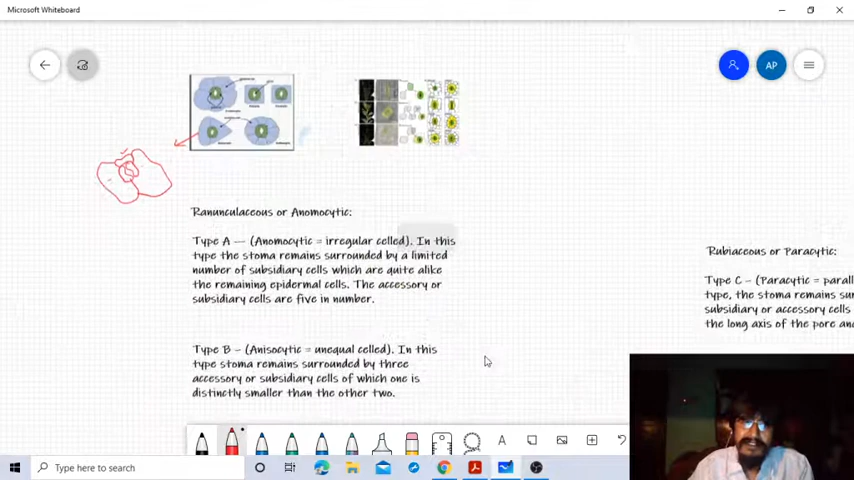 Microsoft Whiteboard
AP
Ranunculaceous or Anomocytic:
Type A — (Anomocytic = irregular celled). In this
type the stoma remains surrounded by a limited
number of subsidiary cells which are quite alike
the remaining epidermal cells. The accessory or
subsidiary cells are five in number.
Type B – (Anisocytic = unequal celled). In this
type stoma remains surrounded by three
accessory or subsidiary cells of which one is
distinctly smaller than the other two.
Rubiaceous or Paracytic:
Type C – (Paracytic = parall
type, the stoma remains su
subsidiary or accessory cells
the long axis of the pore an
A
Type here to search